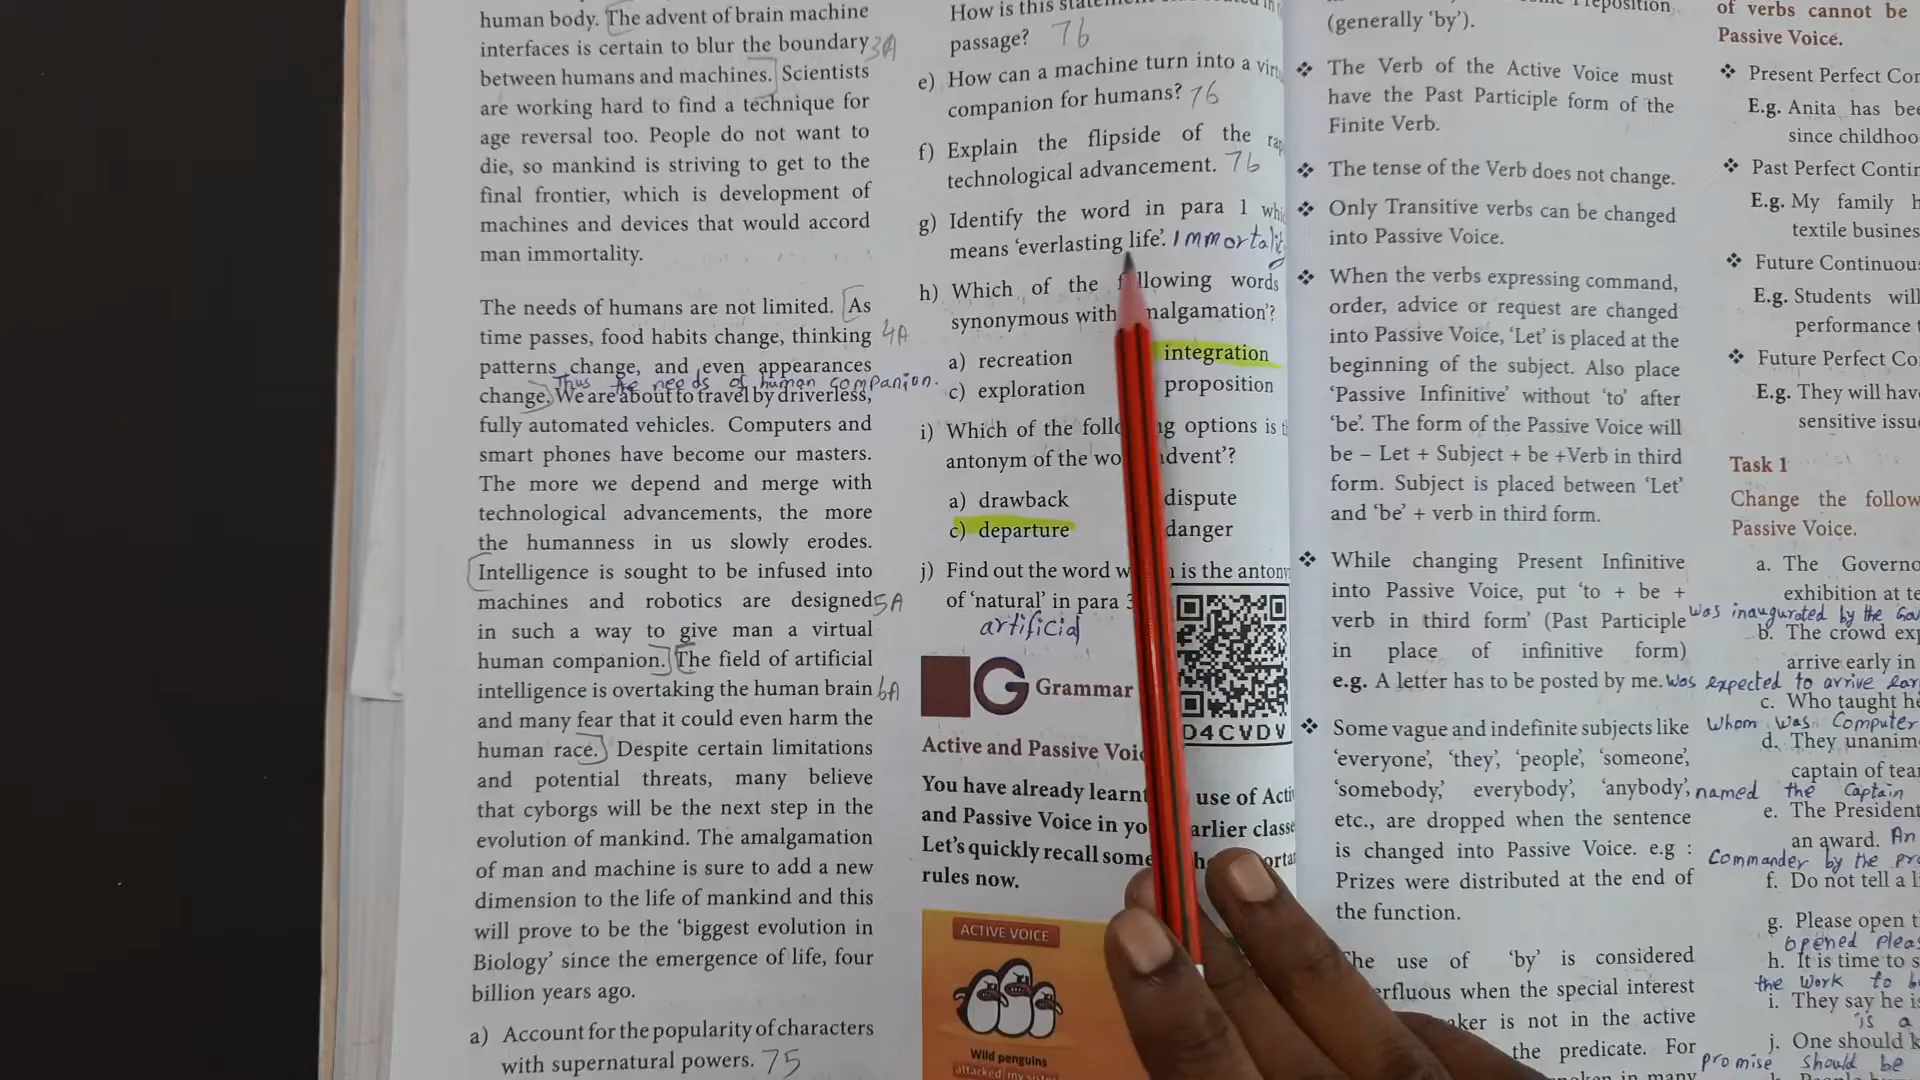 human body. The advent of brain machine
interfaces is certain to blur the boundary 3A
between humans and machines. Scientists
are working hard to find a technique for
age reversal too. People do not want to
die, so mankind is striving to get to the
final frontier, which is development of
machines and devices that would accord
man immortality.
The needs of humans are not limited. As
time passes, food habits change, thinking 4A
patterns change, and even appearances
Thus the needs of human companion.
change. We are about to travel by driverless,
fully automated vehicles. Computers and
smart phones have become our masters.
The more we depend and merge with
technological advancements, the more
the humanness in us slowly erodes.
Intelligence is sought to be infused into
machines and robotics are designed 5A
in such a way to give man a virtual
human companion. The field of artificial
intelligence is overtaking the human brain 6A
and many fear that it could even harm the
human race. Despite certain limitations
and potential threats, many believe
that cyborgs will be the next step in the
evolution of mankind. The amalgamation
of man and machine is sure to add a new
dimension to the life of mankind and this
will prove to be the ‘biggest evolution in
Biology’ since the emergence of life, four
billion years ago.
a) Account for the popularity of characters
with supernatural powers. 75
How is this
passage? 76
e) How can a machine turn into a
companion for humans? 76
f) Explain the flipside of the
technological advancement. 76
g) Identify the word in para 1
means ‘everlasting life’. Immortality
h) Which of the following words
synonymous with
a) recreation integration
c) exploration proposition
i) Which of the options is
antonym of the
a) drawback dispute
c) departure danger
j) Find out the word is the
of ‘natural’ in para 3
artificial
D4CVDV
G Grammar
Active and Passive
You have already learnt use of
and Passive Voice in
Let’s quickly recall some
rules now.
ACTIVE VOICE
Wild penguins
attacked my
(generally ‘by’).
❖ The Verb of the Active Voice must
have the Past Participle form of the
Finite Verb.
❖ The tense of the Verb does not change.
❖ Only Transitive verbs can be changed
into Passive Voice.
❖ When the verbs expressing command,
order, advice or request are changed
into Passive Voice, ‘Let’ is placed at the
beginning of the subject. Also place
‘Passive Infinitive’ without ‘to’ after
‘be’. The form of the Passive Voice will
be – Let + Subject + be +Verb in third
form. Subject is placed between ‘Let’
and ‘be’ + verb in third form.
❖ While changing Present Infinitive
into Passive Voice, put ‘to + be +
verb in third form’ (Past Participle
in place of infinitive form)
e.g. A letter has to be posted by me.
❖ Some vague and indefinite subjects like
‘everyone’, ‘they’, ‘people’, ‘someone’,
‘somebody’, everybody’, ‘anybody’,
etc., are dropped when the sentence
is changed into Passive Voice. e.g :
Prizes were distributed at the end of
the function.
The use of ‘by’ is considered
when the special interest
is not in the active
the predicate. For
in many
of verbs cannot be
Passive Voice.
❖ Present Perfect
E.g. Anita has
since
❖ Past Perfect
E.g. My family
textile
❖ Future
E.g. Students will
performance
❖ Future Perfect
E.g. They will
sensitive
Task 1
Change the
Passive Voice.
a. The
exhibition at
was inaugurated by the
b. The crowd
arrive early in
was expected to arrive
c. Who taught
Whom was Computer
d. They
captain of
named the Captain
e. The President
an award. An
Commander by the
f. Do not tell a
g. Please open
opened
h. It is time to
the work to
i. They say he
is a
j. One should
promise should be